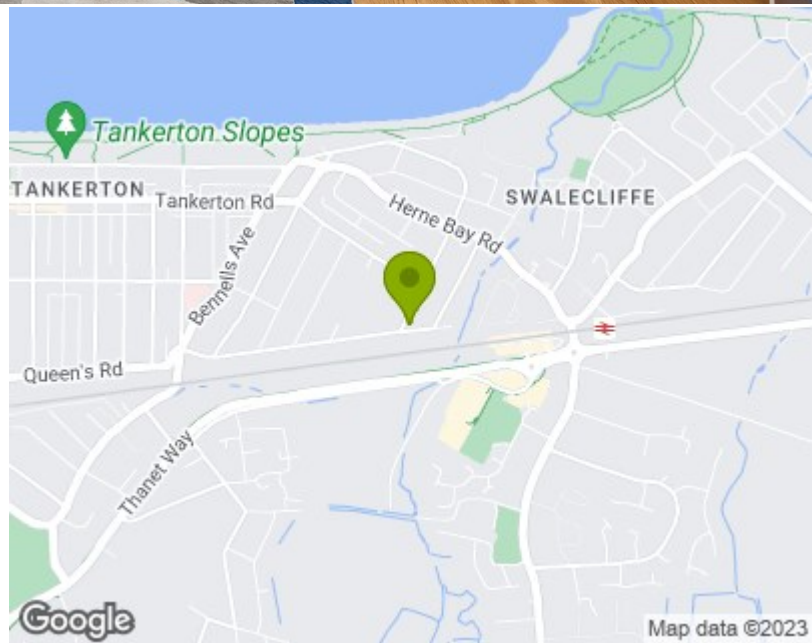 Tankerton Slopes
TANKERTON
Tankerton Rd
SWALECLIFFE
Herne Bay Rd
Bennells Ave
Queen's Rd
Thanet Way
Google
Map data ©2023